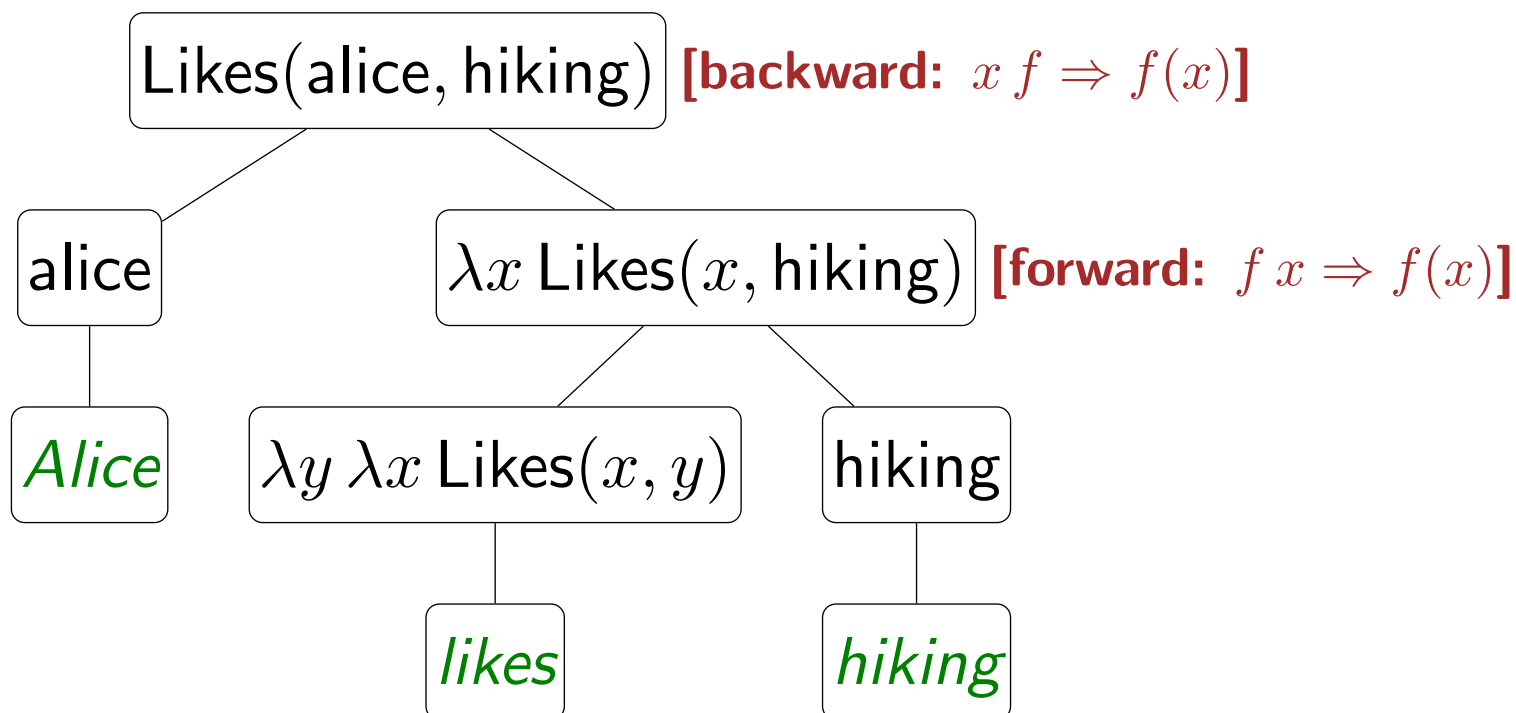 Likes(alice, hiking) [backward: x f ⇒ f(x)]
alice λx Likes(x, hiking) [forward: f x ⇒ f(x)]
Alice λy λx Likes(x, y) hiking
likes hiking